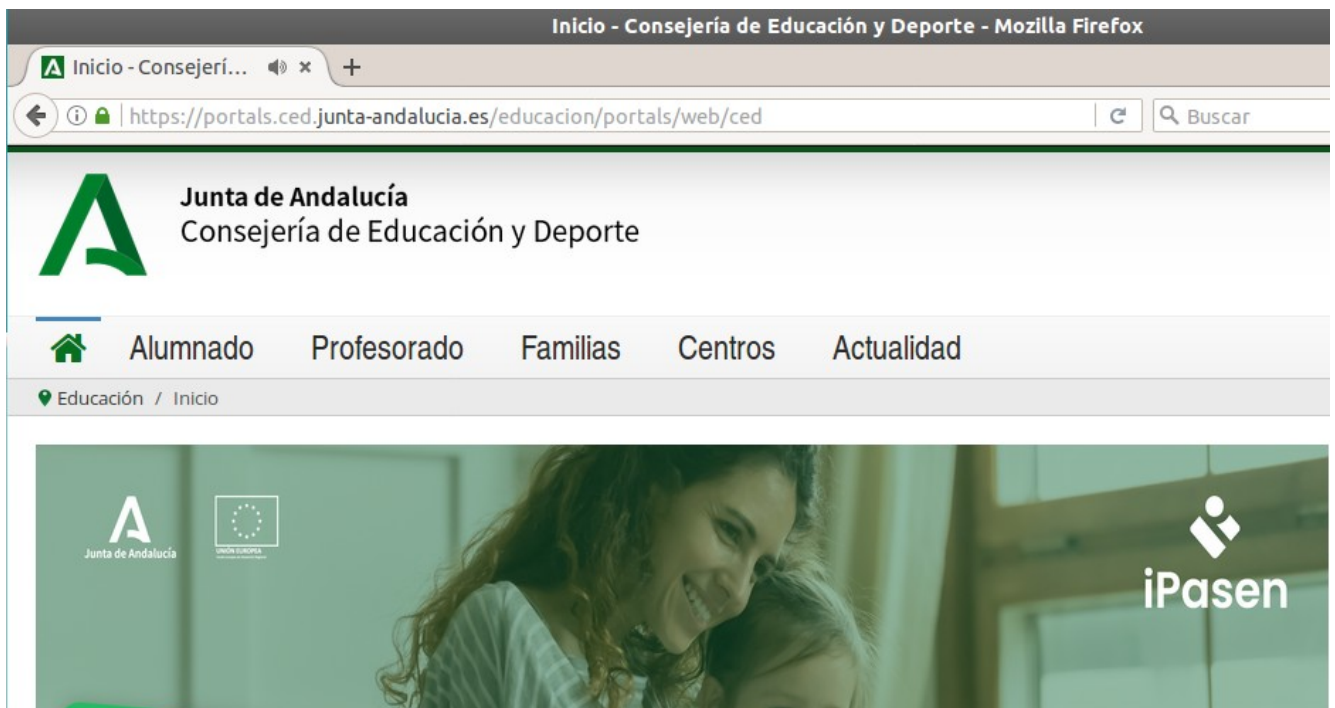 Inicio - Consejería de Educación y Deporte - Mozilla Firefox
Inicio - Consejerí...
https://portals.ced.junta-andalucia.es/educacion/portals/web/ced
Buscar
Junta de Andalucía
Consejería de Educación y Deporte
Alumnado Profesorado Familias Centros Actualidad
Educación / Inicio
Junta de Andalucía
UNIÓN EUROPEA
iPasen